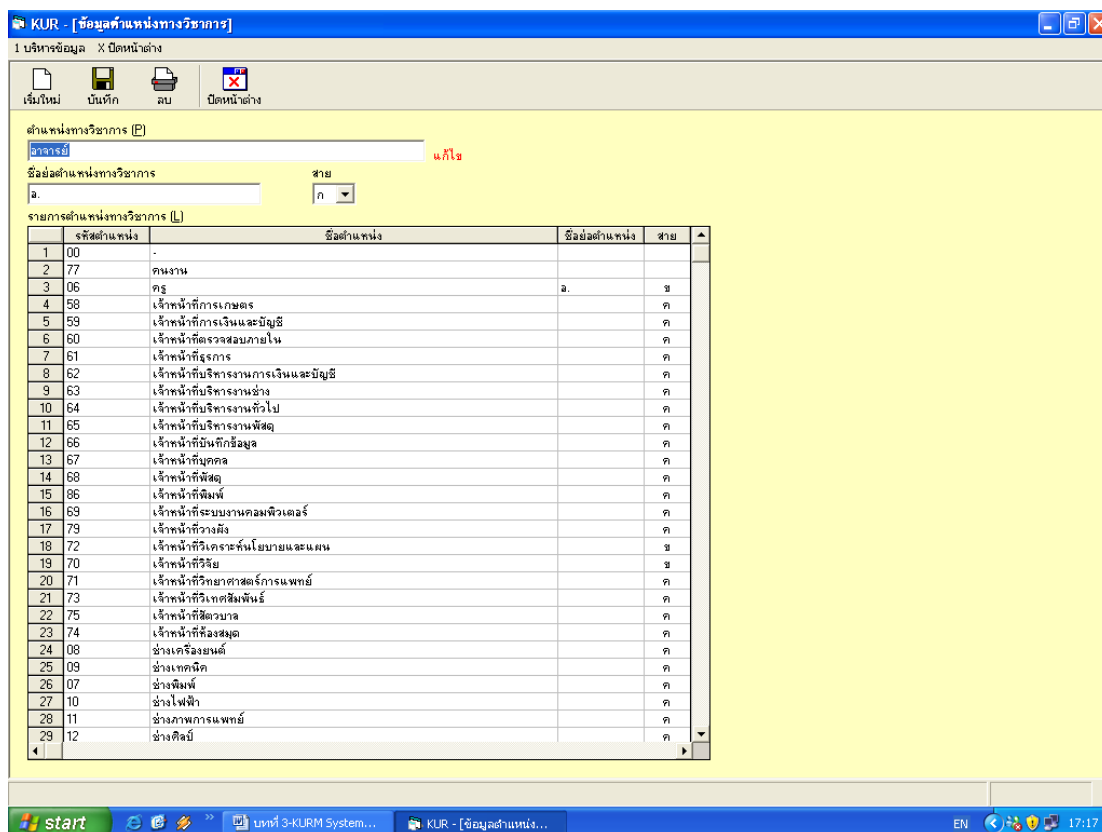 KUR - [ข้อมูลตำแหน่งทางวิชาการ]
1 บริหารข้อมูล X ปิดหน้าต่าง
เริ่มใหม่ บันทึก ลบ ปิดหน้าต่าง
ตำแหน่งทางวิชาการ (P)
อาจารย์ แก้ไข
ชื่อย่อตำแหน่งทางวิชาการ สาย
อ. ก
รายการตำแหน่งทางวิชาการ (L)
รหัสตำแหน่ง ชื่อตำแหน่ง ชื่อย่อตำแหน่ง สาย
1 00 -
2 77 คนงาน
3 06 ครู อ. ข
4 58 เจ้าหน้าที่การเกษตร ค
5 59 เจ้าหน้าที่การเงินและบัญชี ค
6 60 เจ้าหน้าที่ตรวจสอบภายใน ค
7 61 เจ้าหน้าที่ธุรการ ค
8 62 เจ้าหน้าที่บริหารงานการเงินและบัญชี ค
9 63 เจ้าหน้าที่บริหารงานช่าง ค
10 64 เจ้าหน้าที่บริหารงานทั่วไป ค
11 65 เจ้าหน้าที่บริหารงานพัสดุ ค
12 66 เจ้าหน้าที่บันทึกข้อมูล ค
13 67 เจ้าหน้าที่บุคคล ค
14 68 เจ้าหน้าที่พัสดุ ค
15 86 เจ้าหน้าที่พิมพ์ ค
16 69 เจ้าหน้าที่ระบบงานคอมพิวเตอร์ ค
17 79 เจ้าหน้าที่วางผัง ค
18 72 เจ้าหน้าที่วิเคราะห์นโยบายและแผน ข
19 70 เจ้าหน้าที่วิจัย ข
20 71 เจ้าหน้าที่วิทยาศาสตร์การแพทย์ ค
21 73 เจ้าหน้าที่วิเทศสัมพันธ์ ค
22 75 เจ้าหน้าที่สัตวบาล ค
23 74 เจ้าหน้าที่ห้องสมุด ค
24 08 ช่างเครื่องยนต์ ค
25 09 ช่างเทคนิค ค
26 07 ช่างพิมพ์ ค
27 10 ช่างไฟฟ้า ค
28 11 ช่างภาพการแพทย์ ค
29 12 ช่างศิลป์ ค
start บทที่ 3-KURM System... KUR - [ข้อมูลตำแหน่ง... EN 17:17